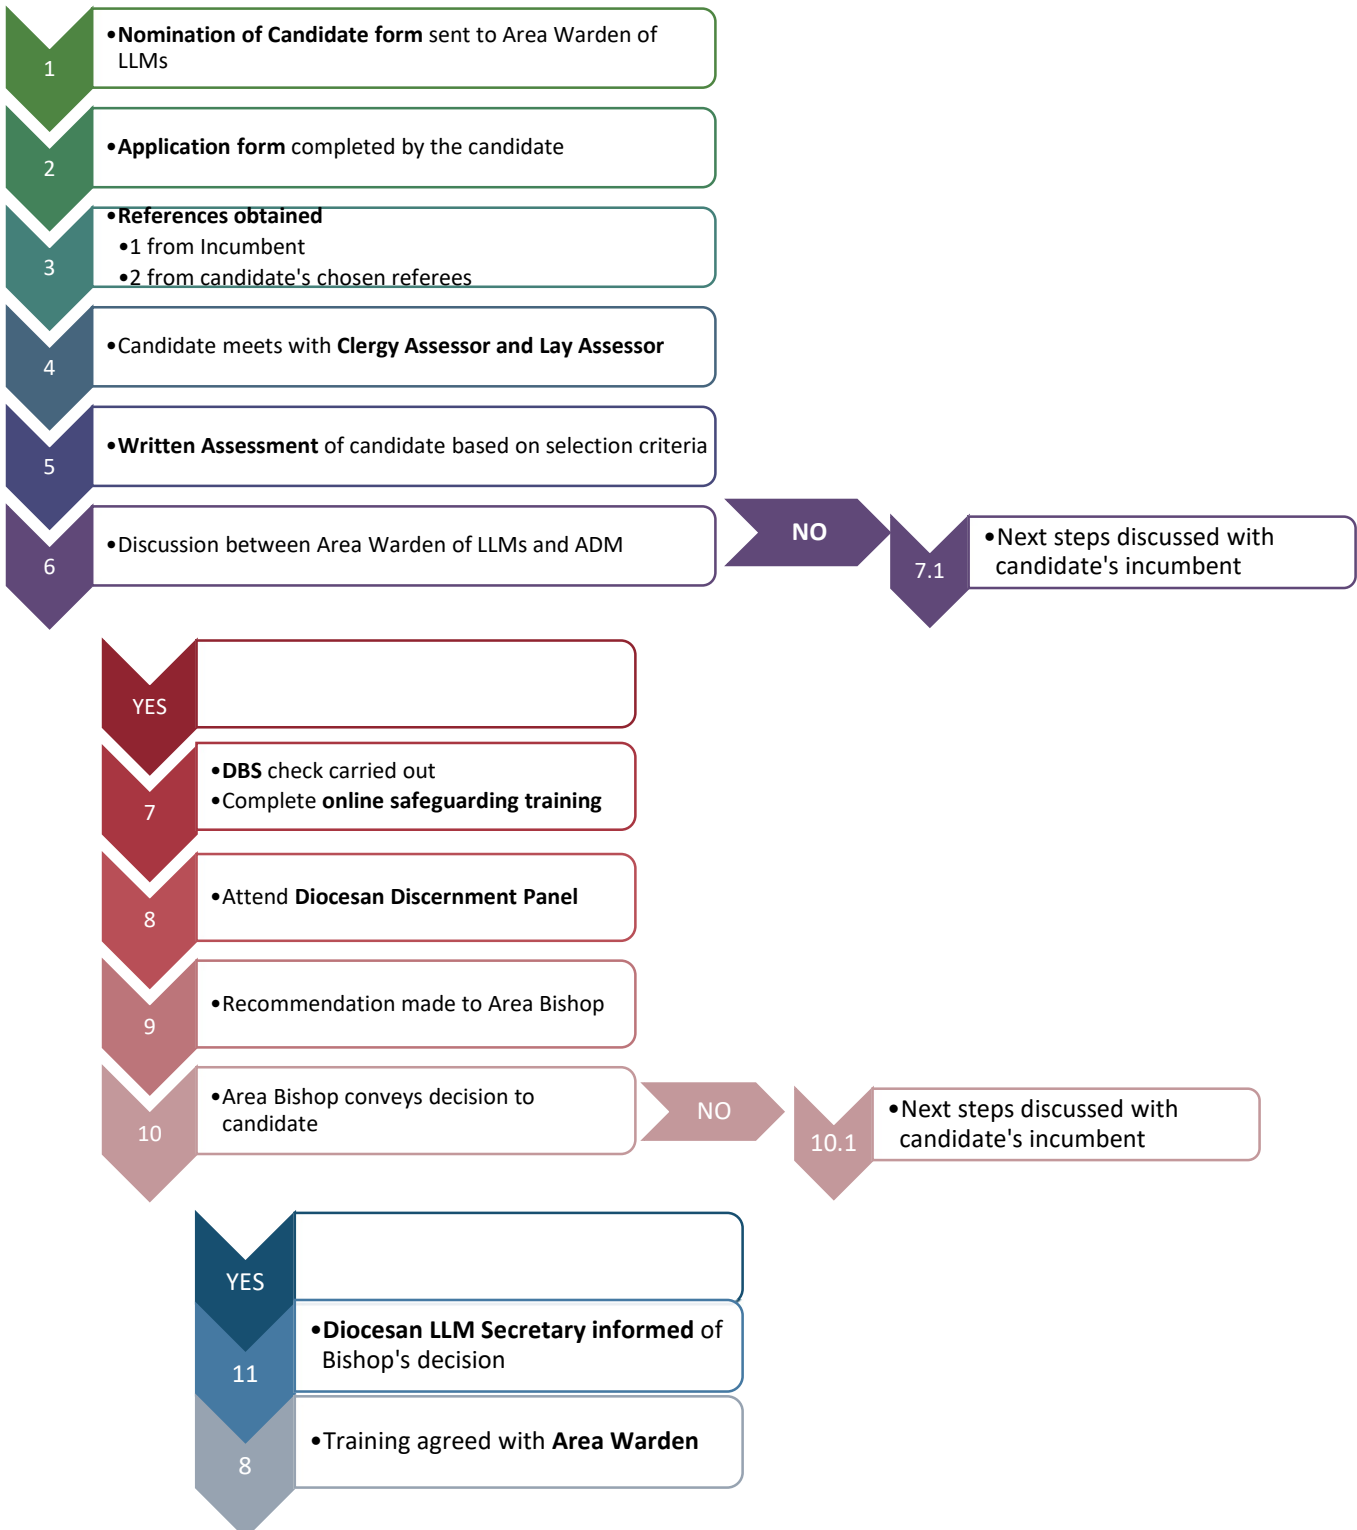 1
•Nomination of Candidate form sent to Area Warden of
LLMs
2
•Application form completed by the candidate
3
•References obtained
•1 from Incumbent
•2 from candidate's chosen referees
4
•Candidate meets with Clergy Assessor and Lay Assessor
5
•Written Assessment of candidate based on selection criteria
6
•Discussion between Area Warden of LLMs and ADM
NO
7.1
•Next steps discussed with
candidate's incumbent
YES
7
•DBS check carried out
•Complete online safeguarding training
8
•Attend Diocesan Discernment Panel
9
•Recommendation made to Area Bishop
10
•Area Bishop conveys decision to
candidate
NO
10.1
•Next steps discussed with
candidate's incumbent
YES
11
•Diocesan LLM Secretary informed of
Bishop's decision
8
•Training agreed with Area Warden